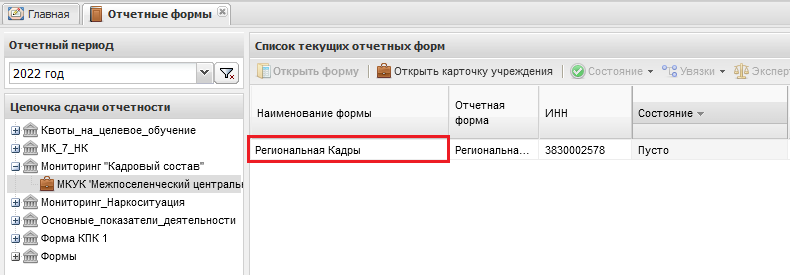 Главная
Отчетные формы
Отчетный период
2022 год
Цепочка сдачи отчетности
Квоты_на_целевое_обучение
МК_7_НК
Мониторинг "Кадровый состав"
МКУК "Межпоселенческий централь
Мониторинг_Наркоситуация
Основные_показатели_деятельности
Форма КПК 1
Формы
Список текущих отчетных форм
Открыть форму Открыть карточку учреждения Состояние Увязки Эксперт
Наименование формы Отчетная форма ИНН Состояние
Региональная Кадры Региональна... 3830002578 Пусто